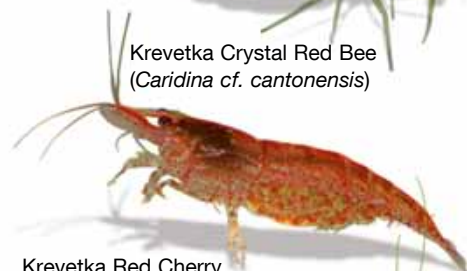 Krevetka Crystal Red Bee
(Caridina cf. cantonensis)
Krevetka Red Cherry